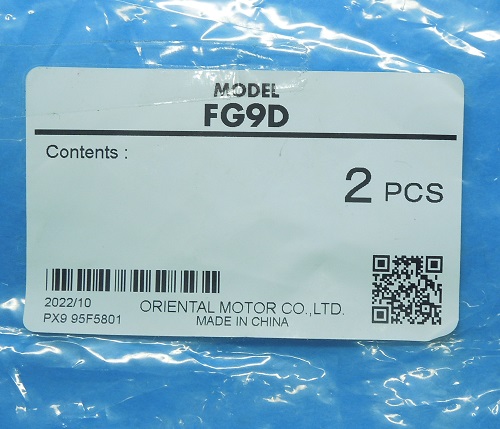 MODEL
FG9D
Contents :
2 PCS
2022/10
PX9 95F5801
ORIENTAL MOTOR CO.,LTD.
MADE IN CHINA